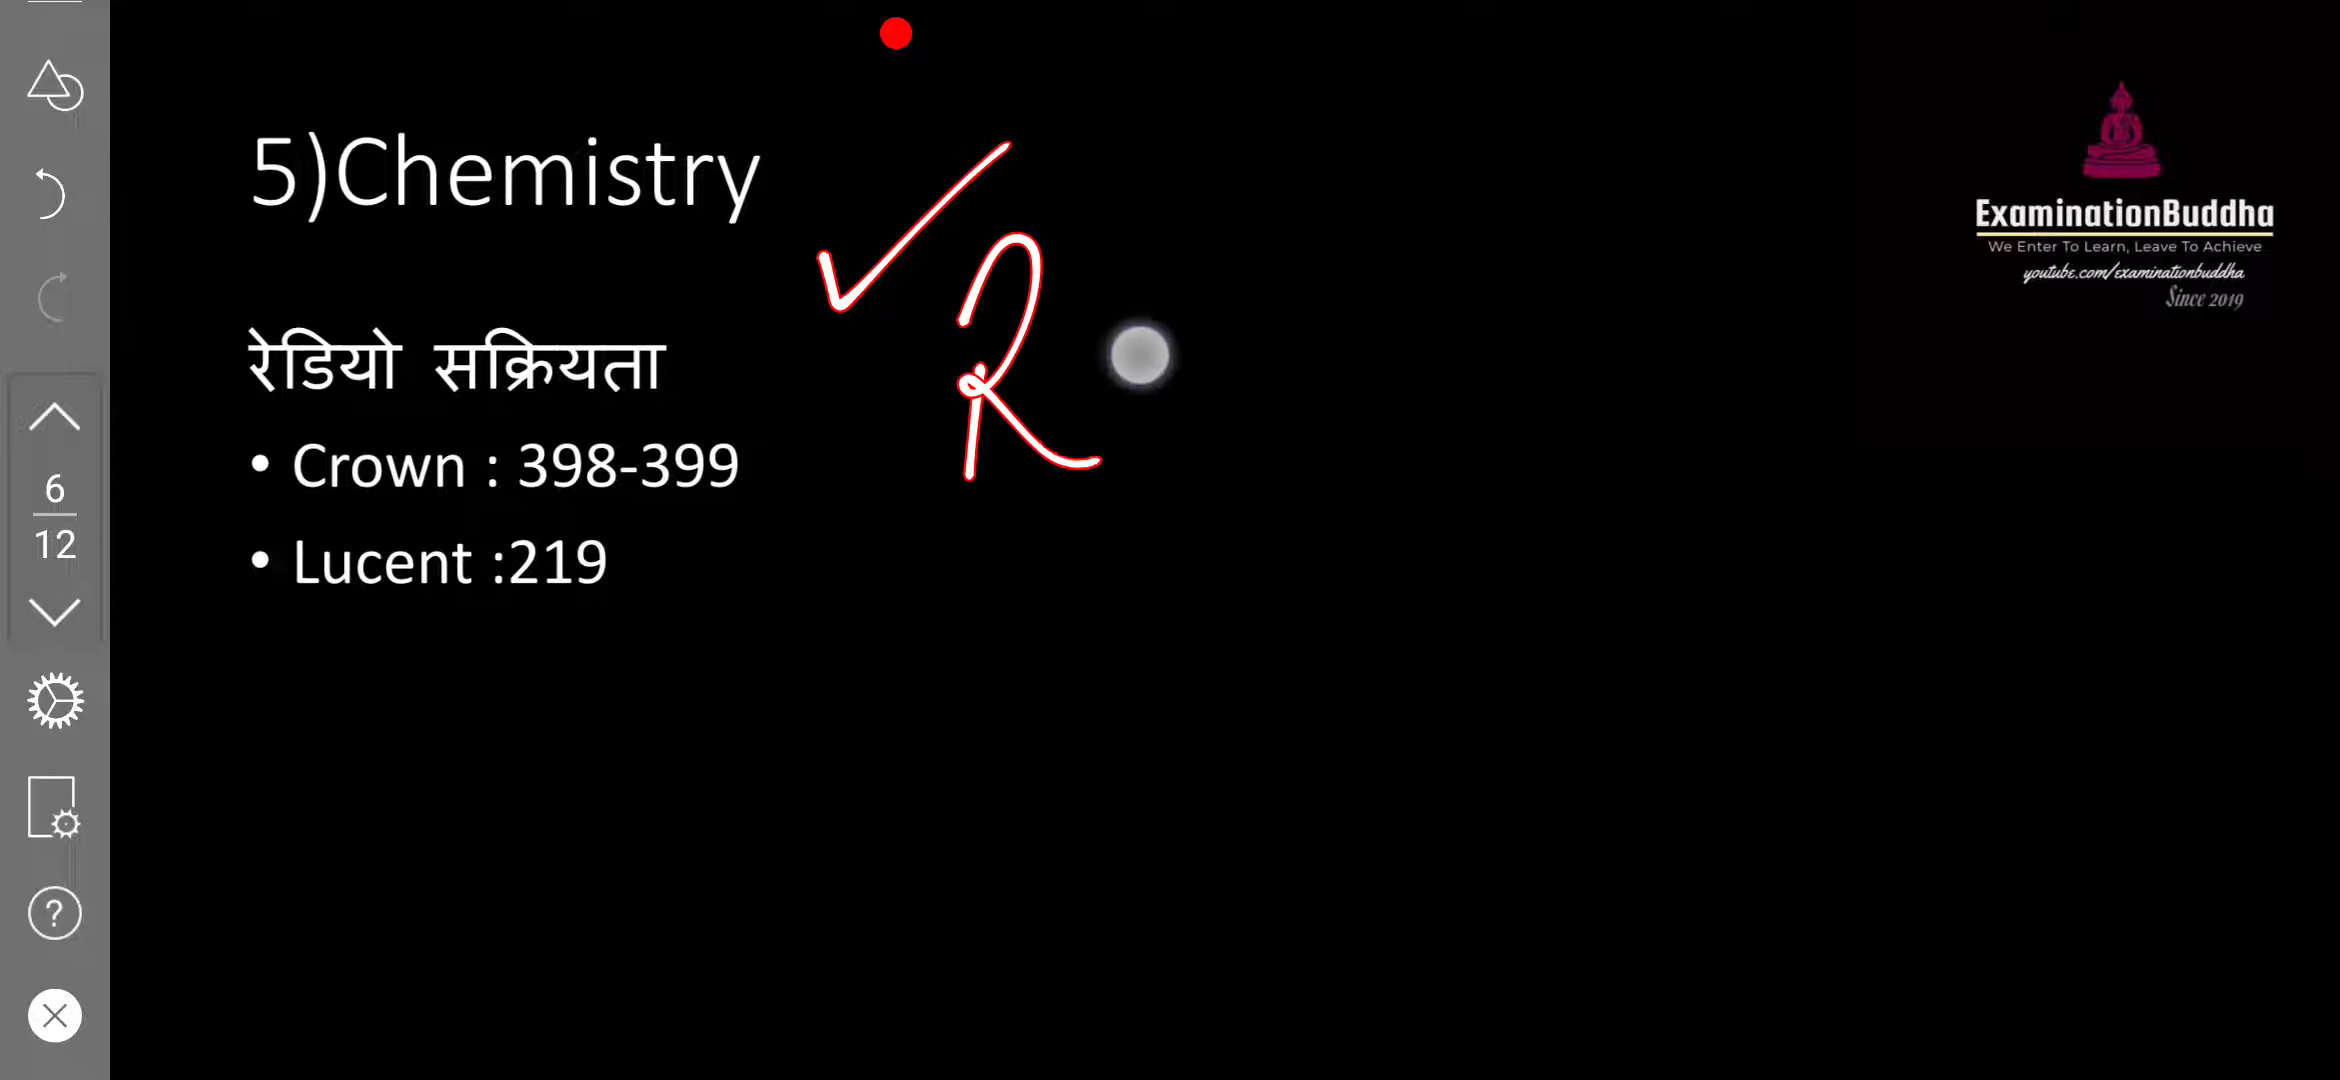 5)Chemistry
रेडियो सक्रियता
• Crown : 398-399
• Lucent :219
R
ExaminationBuddha
We Enter To Learn, Leave To Achieve
youtube.com/examinationbuddha
Since 2019
6
12
?